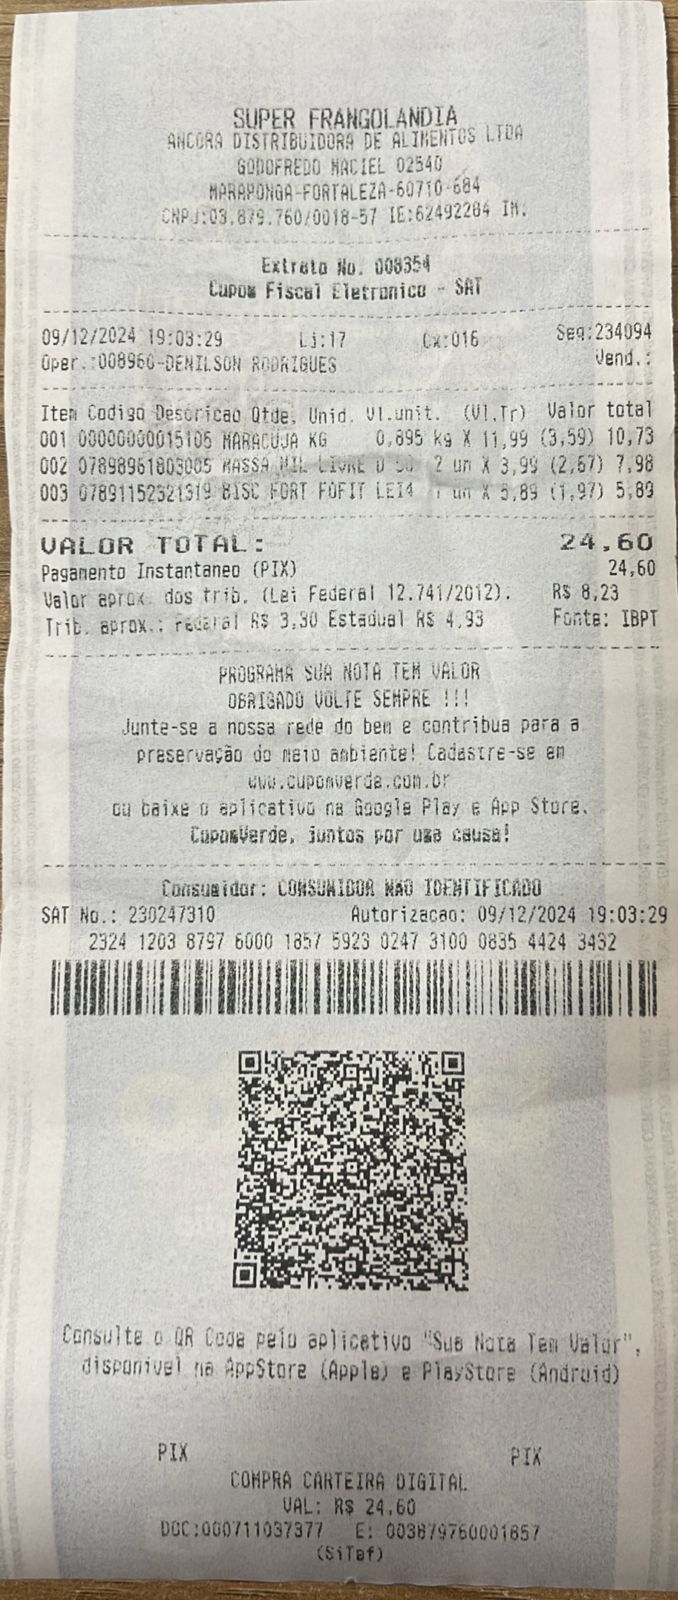 SUPER FRANGOLANDIA
ANCORA DISTRIBUIDORA DE ALIMENTOS LTDA
GODOFREDO MACIEL 02540
MARAPONGA-FORTALEZA-60710-684
CNPJ:03.879.760/0018-57 IE:62492284 IM.
Extrato No. 008354
Cupom Fiscal Eletronico - SAT
09/12/2024 19:03:29 Lj:17 Cx:016 Seq:234094
Oper.:008960-DENILSON RODRIGUES Vend.:
Item Codigo Descricao Qtde. Unid. Vl.unit. (Vl.Tr) Valor total
001 00000000015105 MARACUJA KG 0,895 kg X 11,99 (3,59) 10,73
002 07898961803005 MASSA MIL LIVRE D 50 2 un X 3,99 (2,67) 7,98
003 07891152321319 BISC FORT FOFIT LEI4 1 un X 5,89 (1,97) 5,89
VALOR TOTAL: 24,60
Pagamento Instantaneo (PIX) 24,60
Valor aprox. dos trib. (Lei Federal 12.741/2012). R$ 8,23
Trib. aprox.: federal R$ 3,30 Estadual R$ 4,93 Fonte: IBPT
PROGRAMA SUA NOTA TEM VALOR
OBRIGADO VOLTE SEMPRE !!!
Junte-se a nossa rede do bem e contribua para a
preservação do meio ambiente! Cadastre-se em
www.cupomverde.com.br
ou baixe o aplicativo na Google Play e App Store.
CupomVerde, juntos por uma causa!
Consumidor: CONSUMIDOR NAO IDENTIFICADO
SAT No.: 230247310 Autorizacao: 09/12/2024 19:03:29
2324 1203 8797 6000 1857 5923 0247 3100 0835 4424 3432
Consulte o QR Code pelo aplicativo "Sua Nota Tem Valor",
disponivel na AppStore (Apple) e PlayStore (Android)
PIX PIX
COMPRA CARTEIRA DIGITAL
VAL: R$ 24,60
DOC:000711037377 E: 003879760001857
(SiTef)